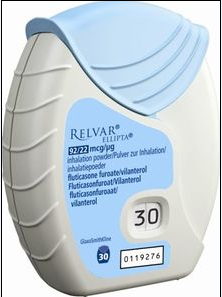 RELVAR®
ELLIPTA®
92/22 mcg/µg
inhalation powder/Pulver zur Inhalation/
inhalatiepoeder
fluticasone furoate/vilanterol
Fluticasonfuroat/Vilanterol
fluticasonfuroaat/
vilanterol
30
GlaxoSmithKline
30
0119276